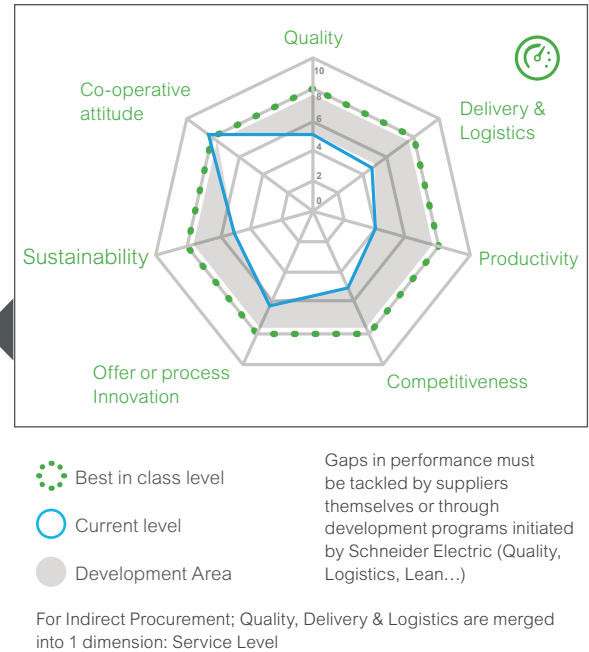 Quality
Co-operative
attitude
Delivery &
Logistics
10
8
6
4
2
0
Sustainability
Productivity
Offer or process
Innovation
Competitiveness
Best in class level
Current level
Development Area
Gaps in performance must
be tackled by suppliers
themselves or through
development programs initiated
by Schneider Electric (Quality,
Logistics, Lean...)
For Indirect Procurement; Quality, Delivery & Logistics are merged
into 1 dimension: Service Level